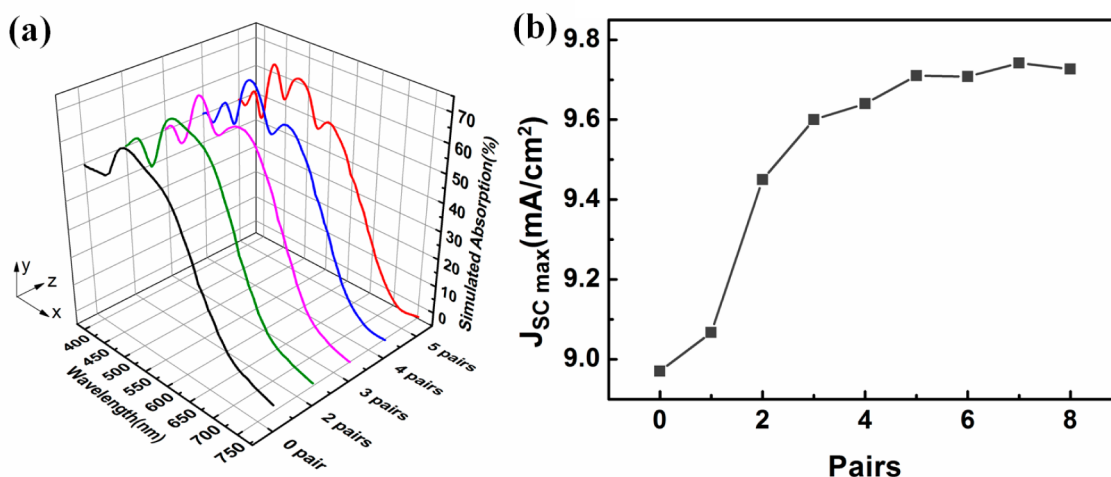 (a)
70
60
50
40
30
20
10
0
Simulated Absorption(%)
y
z
x
400
450
500
550
600
650
700
750
Wavelength(nm)
0 pair
2 pairs
3 pairs
4 pairs
5 pairs
(b)
9.8
9.6
9.4
9.2
9.0
J_SC max(mA/cm²)
0 2 4 6 8
Pairs